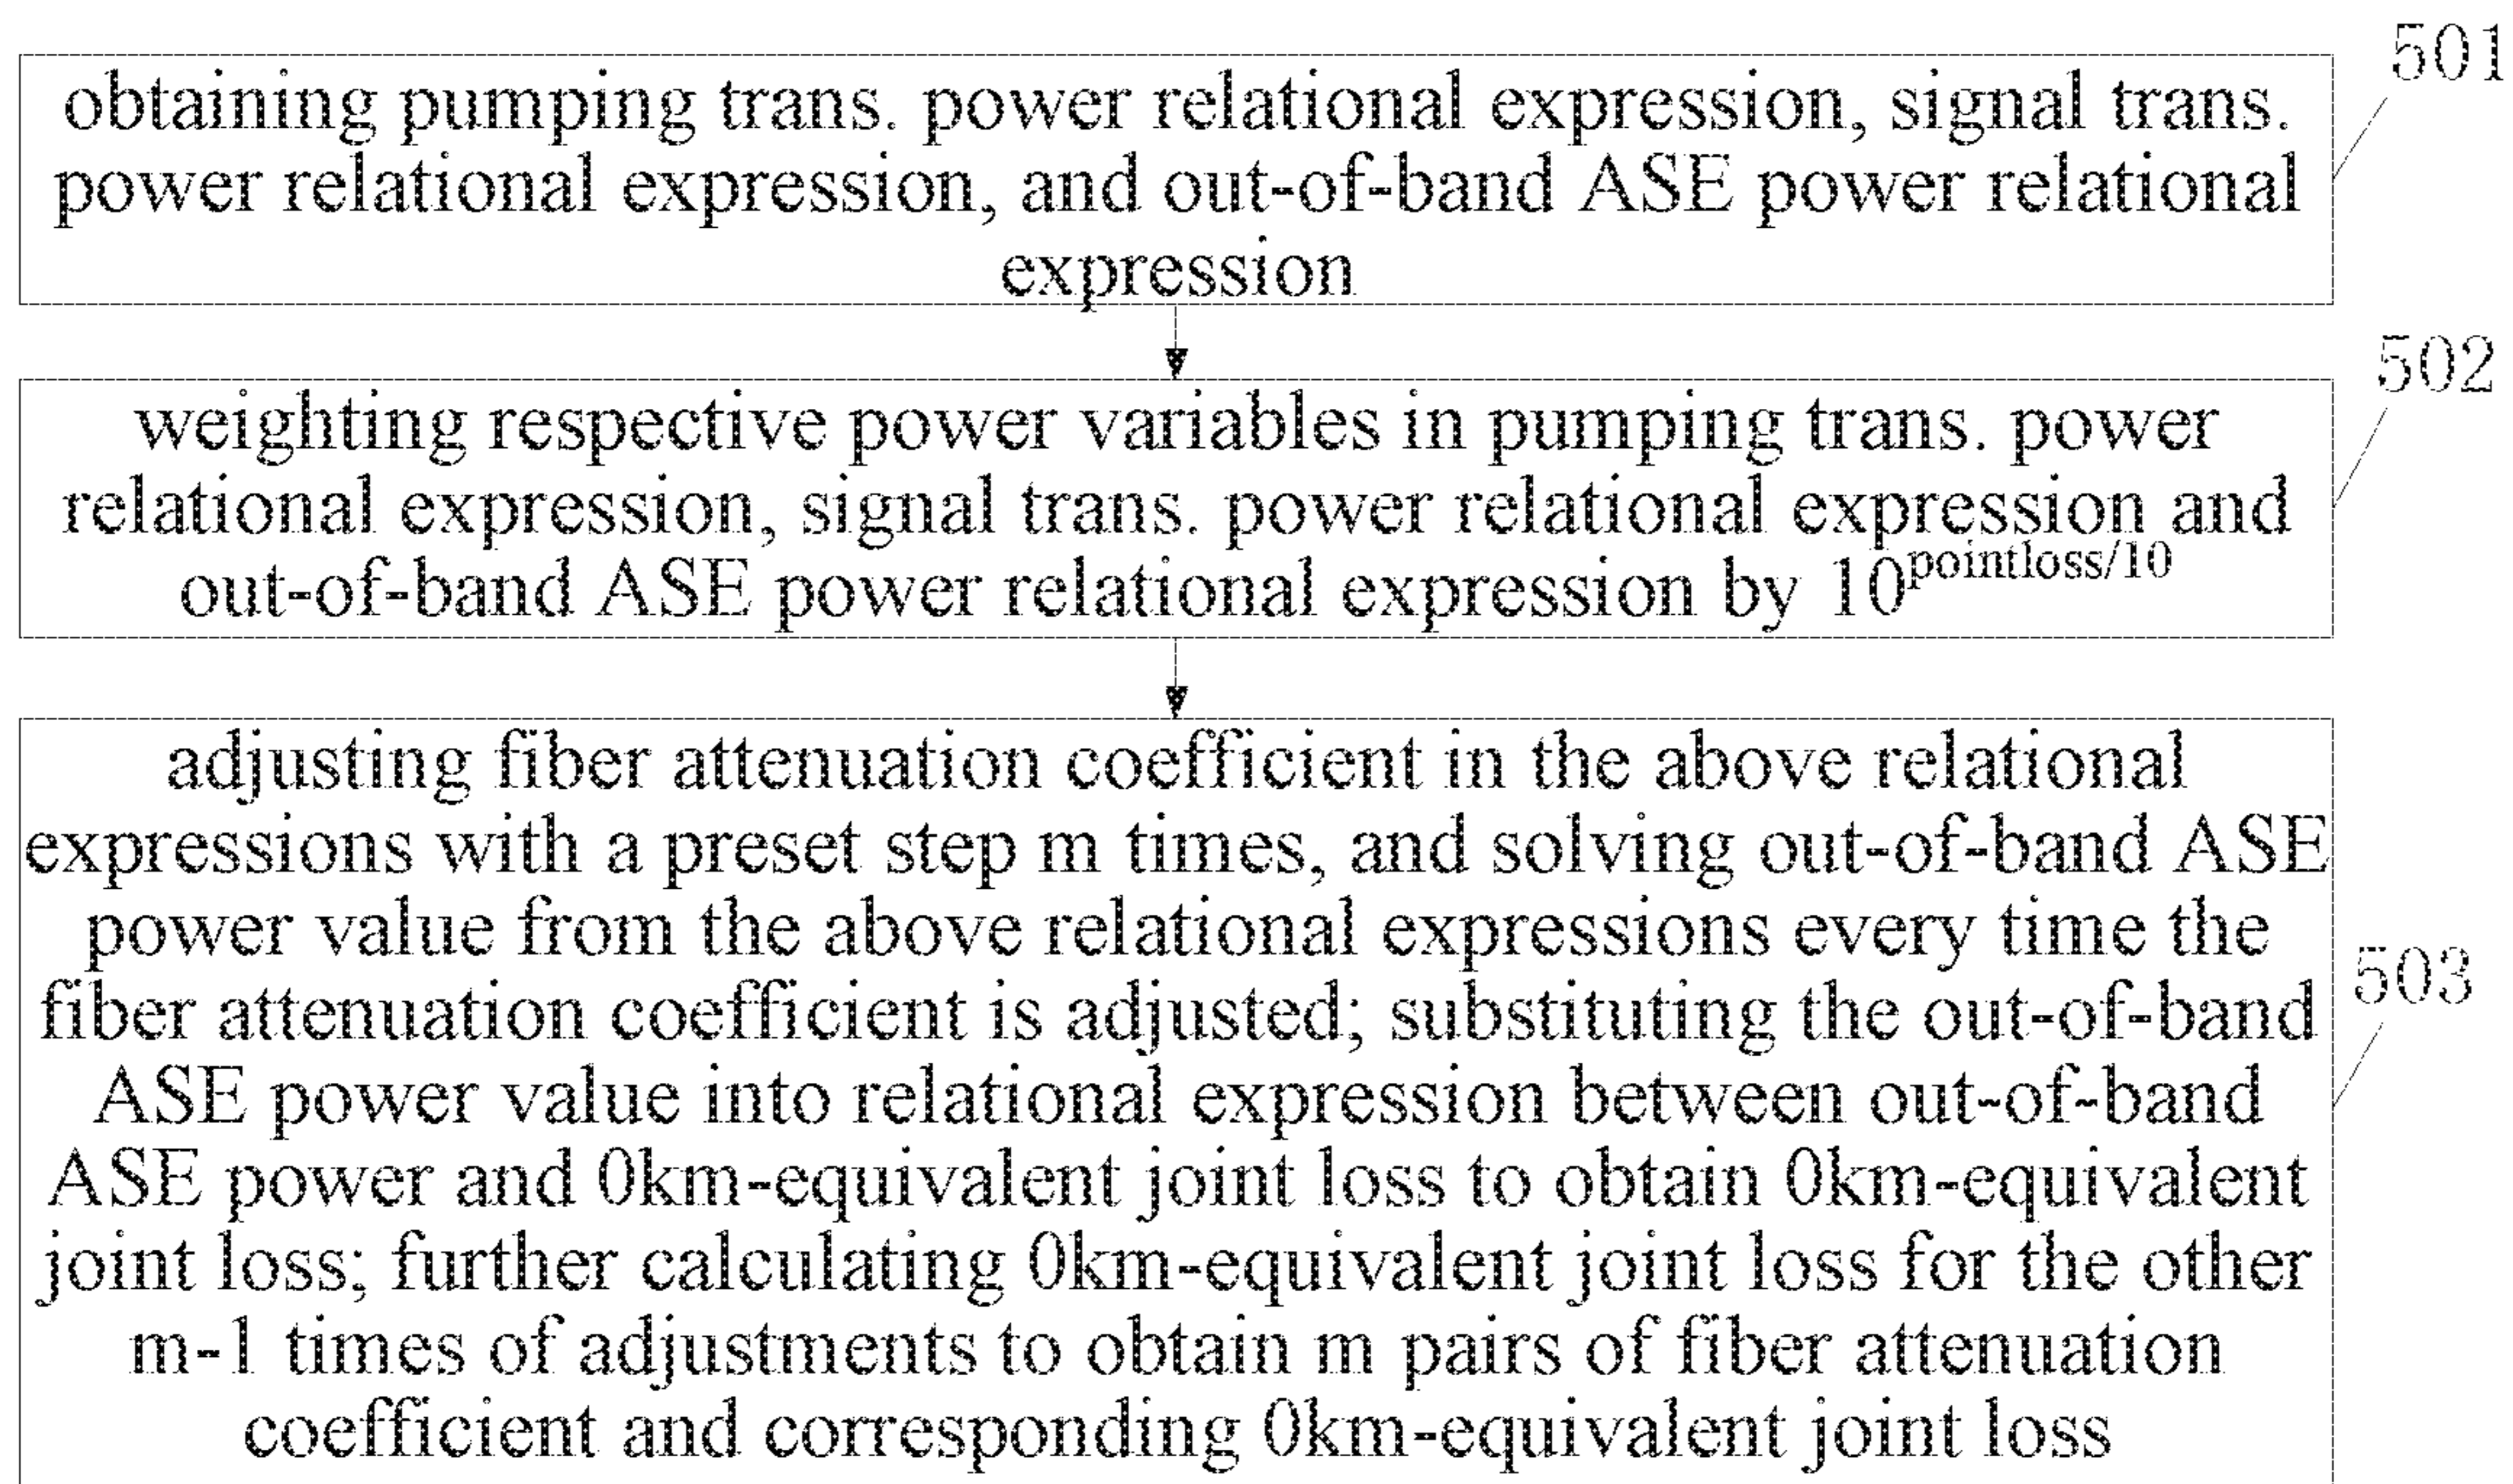 501
obtaining pumping trans. power relational expression, signal trans.
power relational expression, and out-of-band ASE power relational
expression
502
weighting respective power variables in pumping trans. power
relational expression, signal trans. power relational expression and
out-of-band ASE power relational expression by 10^pointloss/10
503
adjusting fiber attenuation coefficient in the above relational
expressions with a preset step m times, and solving out-of-band ASE
power value from the above relational expressions every time the
fiber attenuation coefficient is adjusted; substituting the out-of-band
ASE power value into relational expression between out-of-band
ASE power and 0km-equivalent joint loss to obtain 0km-equivalent
joint loss; further calculating 0km-equivalent joint loss for the other
m-1 times of adjustments to obtain m pairs of fiber attenuation
coefficient and corresponding 0km-equivalent joint loss